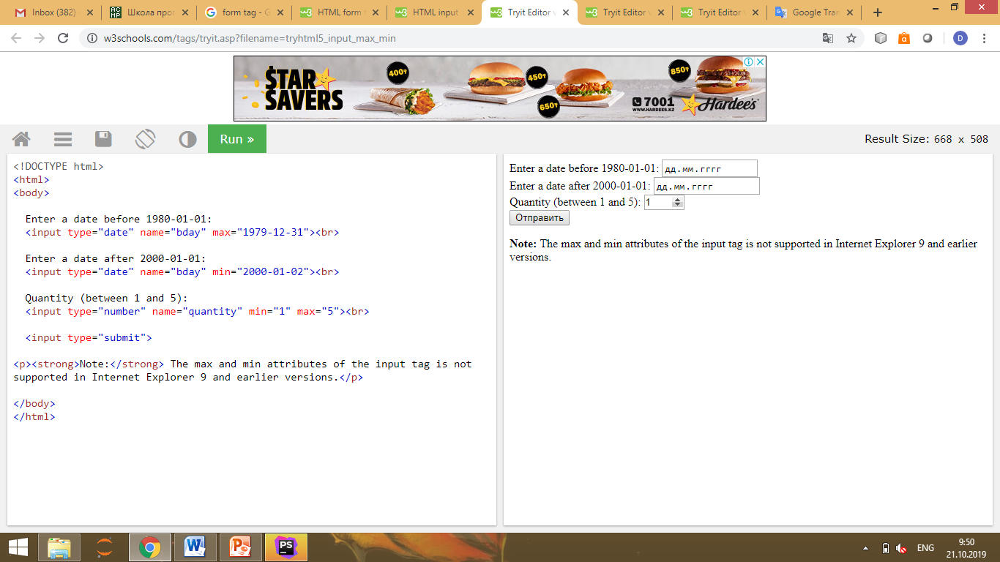 Inbox (382)
Школа прог
form tag - G
HTML form t
HTML input
Tryit Editor v
Tryit Editor v
Tryit Editor v
Google Tran
w3schools.com/tags/tryit.asp?filename=tryhtml5_input_max_min
D
$TAR
SAVERS
400₸
450₸
650₸
850₸
7001
WWW.HARDEES.KZ
Hardee's
Run »
Result Size: 668 x 508
<!DOCTYPE html>
<html>
<body>
Enter a date before 1980-01-01:
<input type="date" name="bday" max="1979-12-31"><br>
Enter a date after 2000-01-01:
<input type="date" name="bday" min="2000-01-02"><br>
Quantity (between 1 and 5):
<input type="number" name="quantity" min="1" max="5"><br>
<input type="submit">
<p><strong>Note:</strong> The max and min attributes of the input tag is not
supported in Internet Explorer 9 and earlier versions.</p>
</body>
</html>
Enter a date before 1980-01-01: дд.мм.гггг
Enter a date after 2000-01-01: дд.мм.гггг
Quantity (between 1 and 5): 1
Отправить
Note: The max and min attributes of the input tag is not supported in Internet Explorer 9 and earlier
versions.
PS
ENG
9:50
21.10.2019